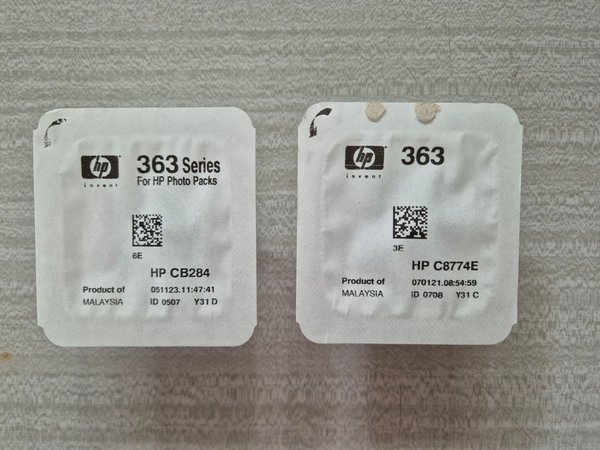 hp
invent
363 Series
For HP Photo Packs
6E
HP CB284
Product of
MALAYSIA
051123.11:47:41
ID 0507 Y31 D
hp
invent
363
3E
HP C8774E
Product of
MALAYSIA
070121.08:54:59
ID 0708 Y31 C